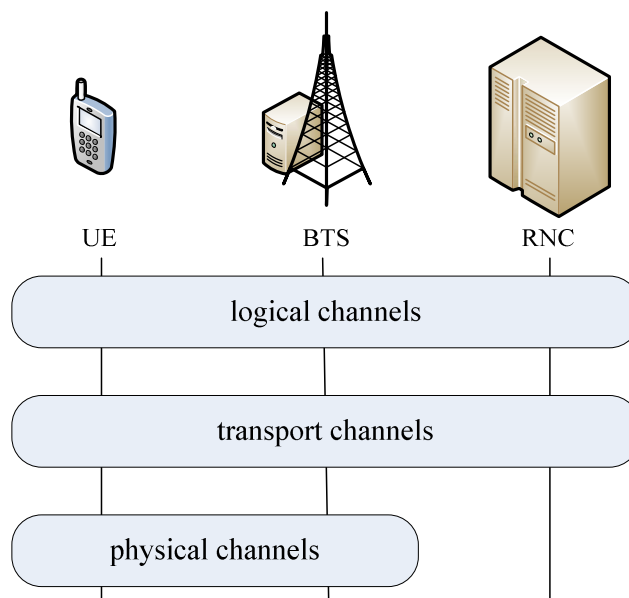 UE BTS RNC
logical channels
transport channels
physical channels